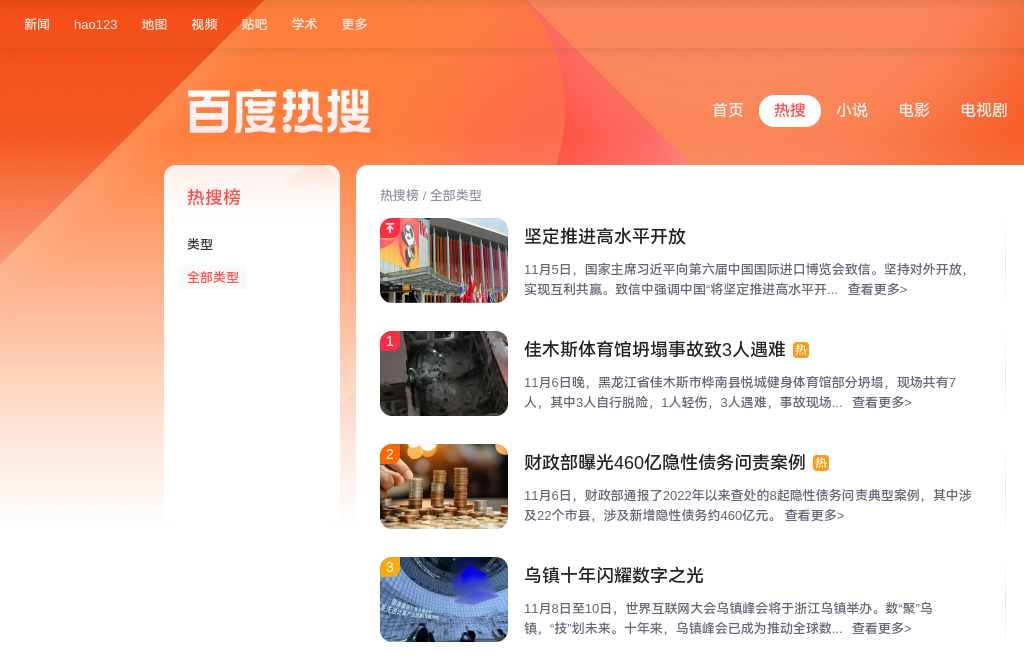 新闻 hao123 地图 视频 贴吧 学术 更多
百度热搜
首页 热搜 小说 电影 电视剧
热搜榜
类型
全部类型
热搜榜 / 全部类型
坚定推进高水平开放
11月5日，国家主席习近平向第六届中国国际进口博览会致信。坚持对外开放，
实现互利共赢。致信中强调中国“将坚定推进高水平开... 查看更多>
1
佳木斯体育馆坍塌事故致3人遇难 热
11月6日晚，黑龙江省佳木斯市桦南县悦城健身体育馆部分坍塌，现场共有7
人，其中3人自行脱险，1人轻伤，3人遇难，事故现场... 查看更多>
2
财政部曝光460亿隐性债务问责案例 热
11月6日，财政部通报了2022年以来查处的8起隐性债务问责典型案例，其中涉
及22个市县，涉及新增隐性债务约460亿元。 查看更多>
3
乌镇十年闪耀数字之光
11月8日至10日，世界互联网大会乌镇峰会将于浙江乌镇举办。数“聚”乌
镇，“技”划未来。十年来，乌镇峰会已成为推动全球数... 查看更多>